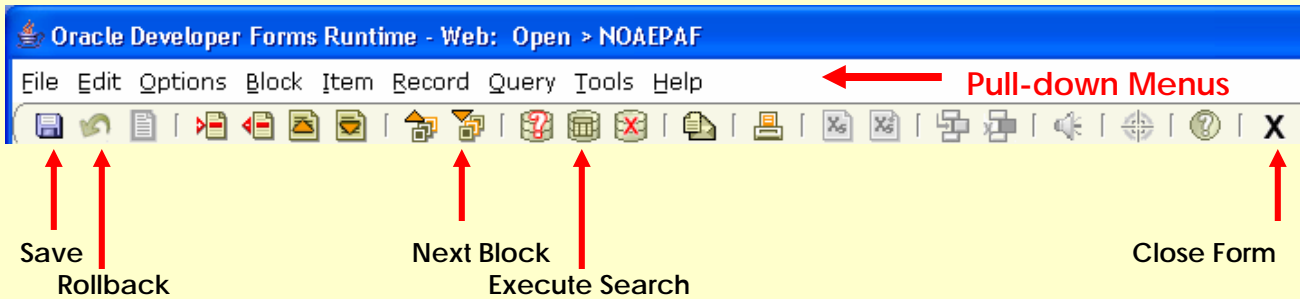 Oracle Developer Forms Runtime - Web: Open > NOAEPAF
File Edit Options Block Item Record Query Tools Help Pull-down Menus
X
Save Next Block Close Form
Rollback Execute Search